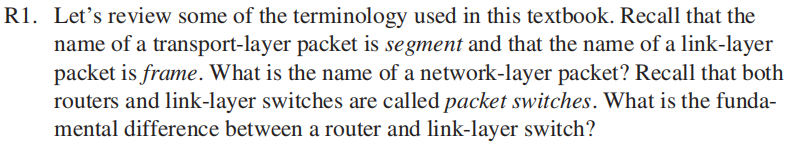 R1. Let’s review some of the terminology used in this textbook. Recall that the
name of a transport-layer packet is segment and that the name of a link-layer
packet is frame. What is the name of a network-layer packet? Recall that both
routers and link-layer switches are called packet switches. What is the funda-
mental difference between a router and link-layer switch?